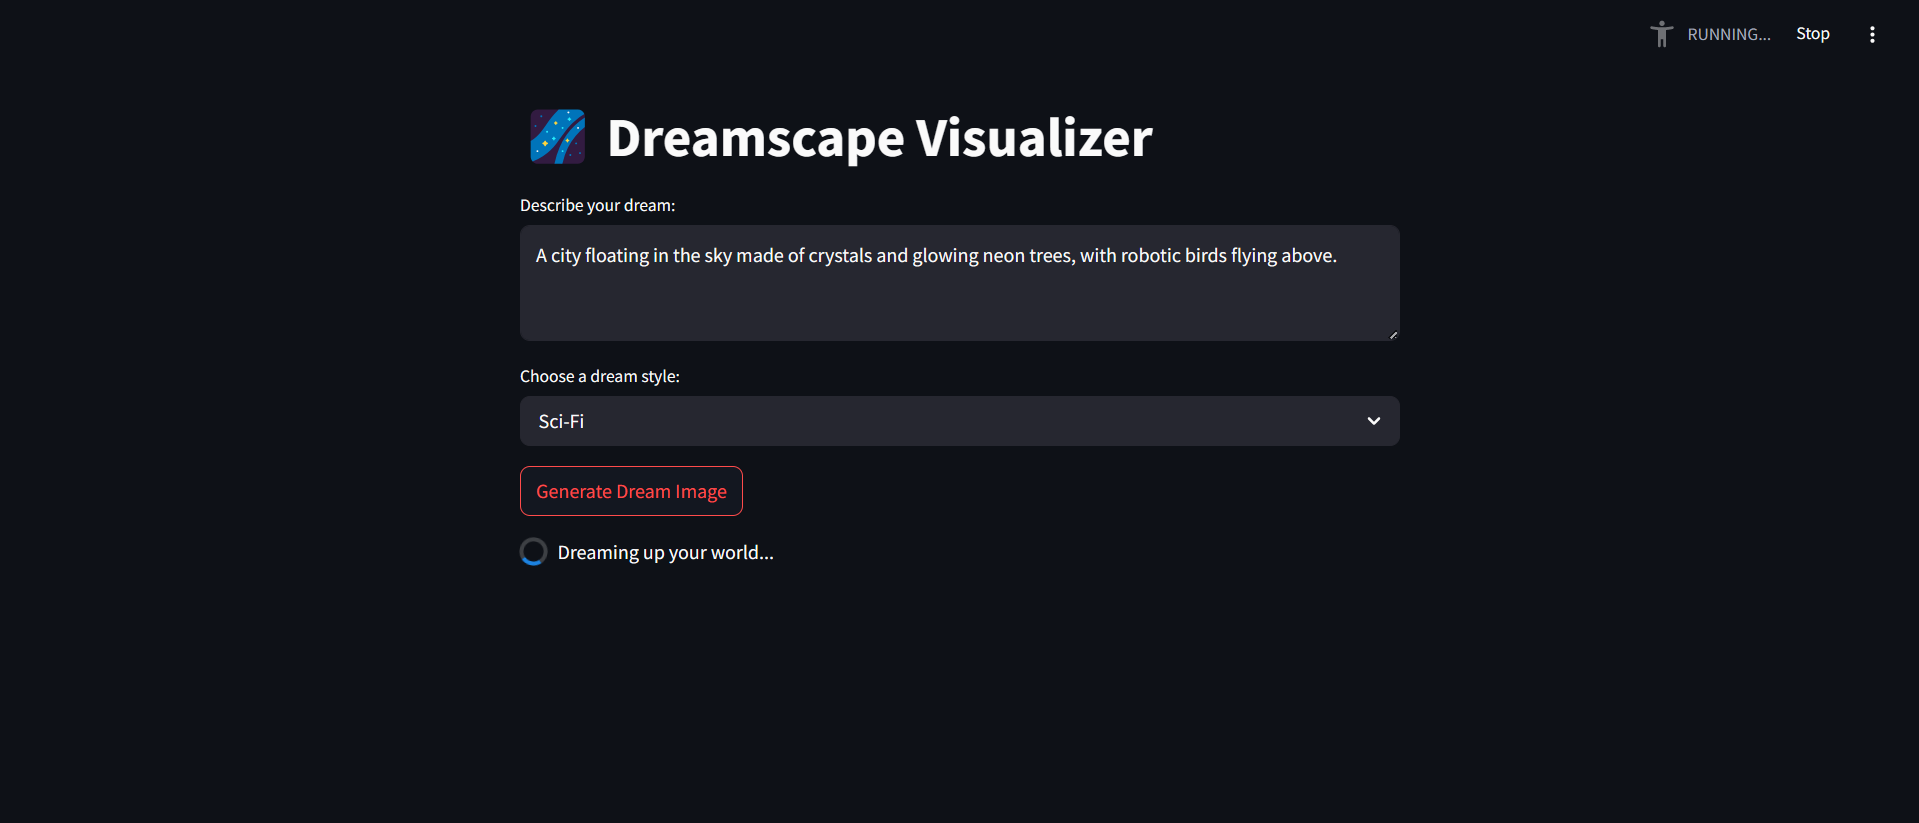 RUNNING...
Stop
Dreamscape Visualizer
Describe your dream:
A city floating in the sky made of crystals and glowing neon trees, with robotic birds flying above.
Choose a dream style:
Sci-Fi
Generate Dream Image
Dreaming up your world...